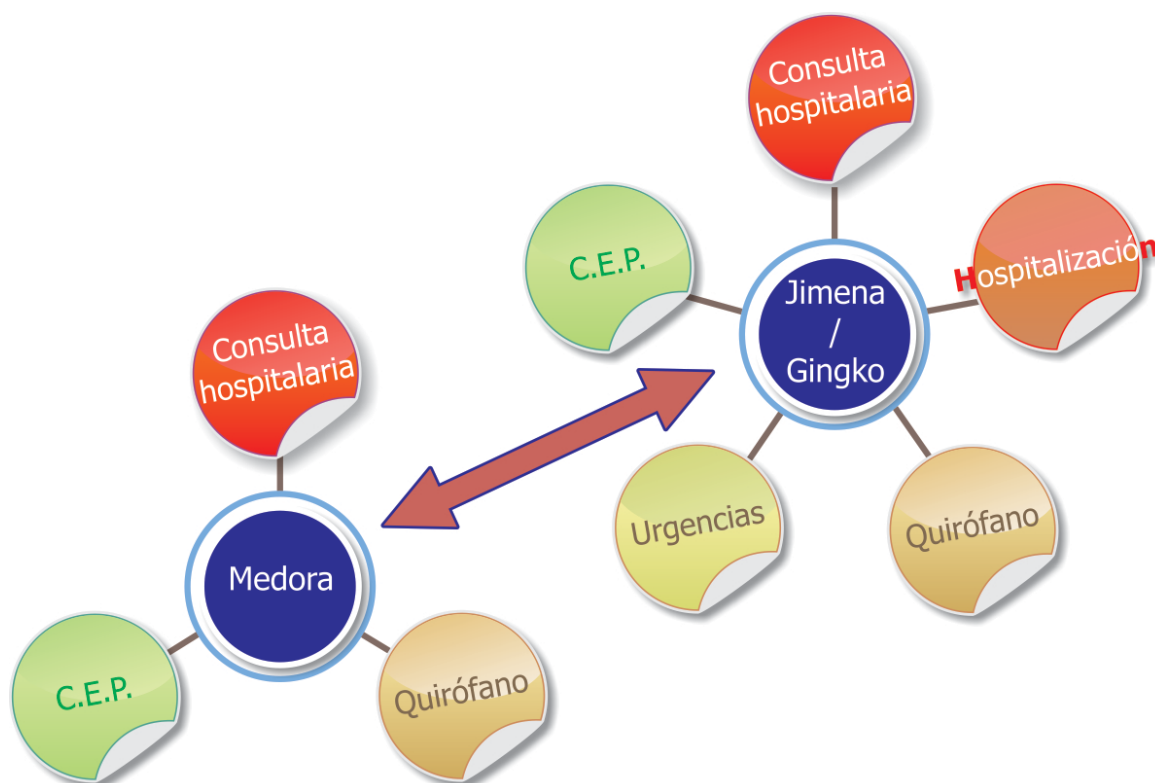 Consulta
hospitalaria
C.E.P.
Hospitalización
Jimena
/
Gingko
Urgencias
Quirófano
Consulta
hospitalaria
Medora
C.E.P.
Quirófano